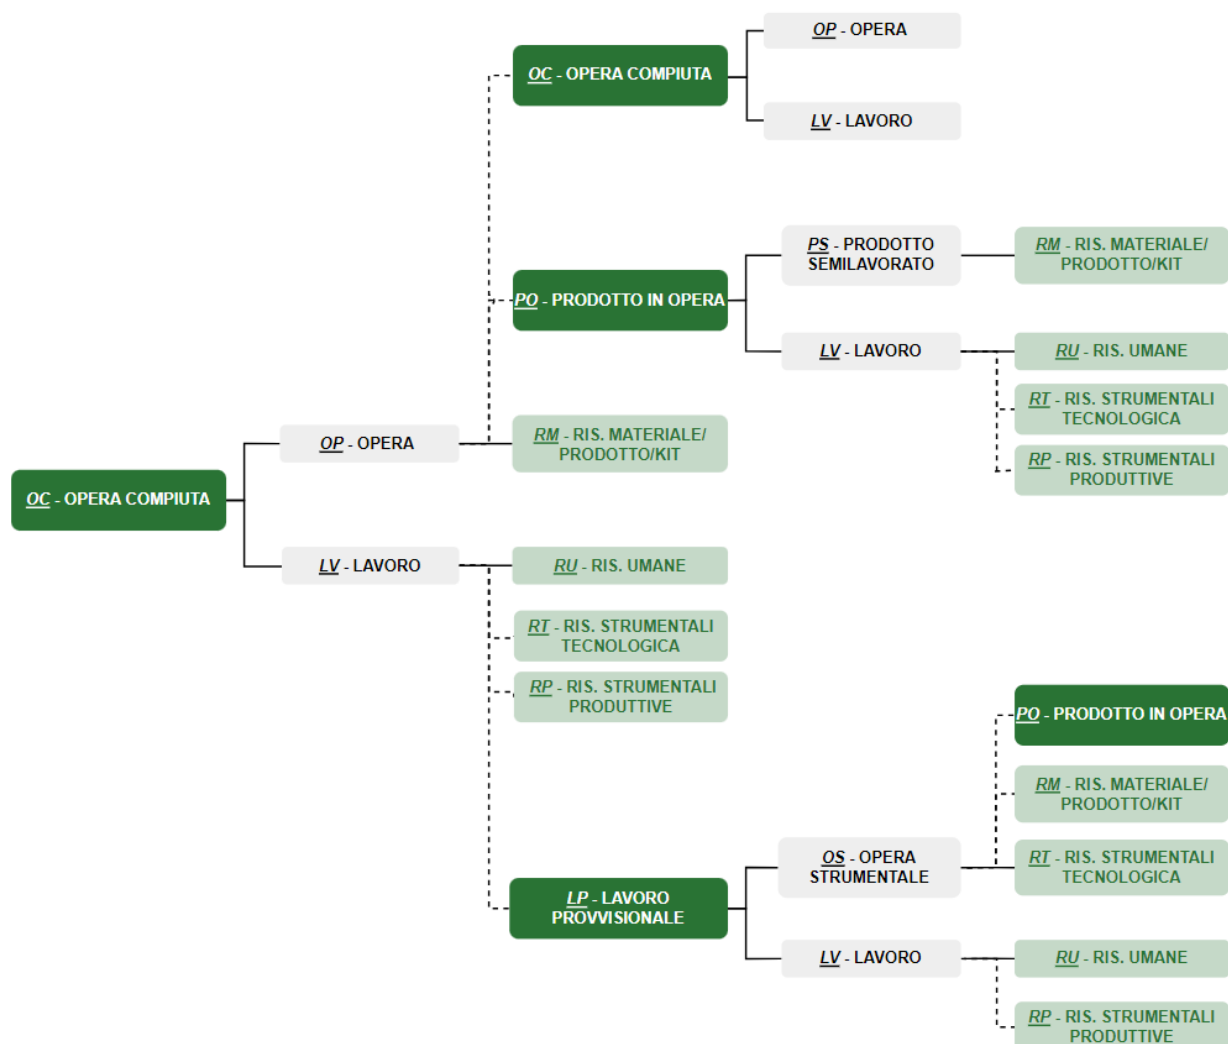 OP - OPERA
OC - OPERA COMPIUTA
LV - LAVORO
PS - PRODOTTO
SEMILAVORATO
RM - RIS. MATERIALE/
PRODOTTO/KIT
PO - PRODOTTO IN OPERA
LV - LAVORO
RU - RIS. UMANE
RT - RIS. STRUMENTALI
TECNOLOGICA
RP - RIS. STRUMENTALI
PRODUTTIVE
OP - OPERA
RM - RIS. MATERIALE/
PRODOTTO/KIT
OC - OPERA COMPIUTA
LV - LAVORO
RU - RIS. UMANE
RT - RIS. STRUMENTALI
TECNOLOGICA
RP - RIS. STRUMENTALI
PRODUTTIVE
PO - PRODOTTO IN OPERA
RM - RIS. MATERIALE/
PRODOTTO/KIT
OS - OPERA
STRUMENTALE
RT - RIS. STRUMENTALI
TECNOLOGICA
LP - LAVORO
PROVVISIONALE
LV - LAVORO
RU - RIS. UMANE
RP - RIS. STRUMENTALI
PRODUTTIVE